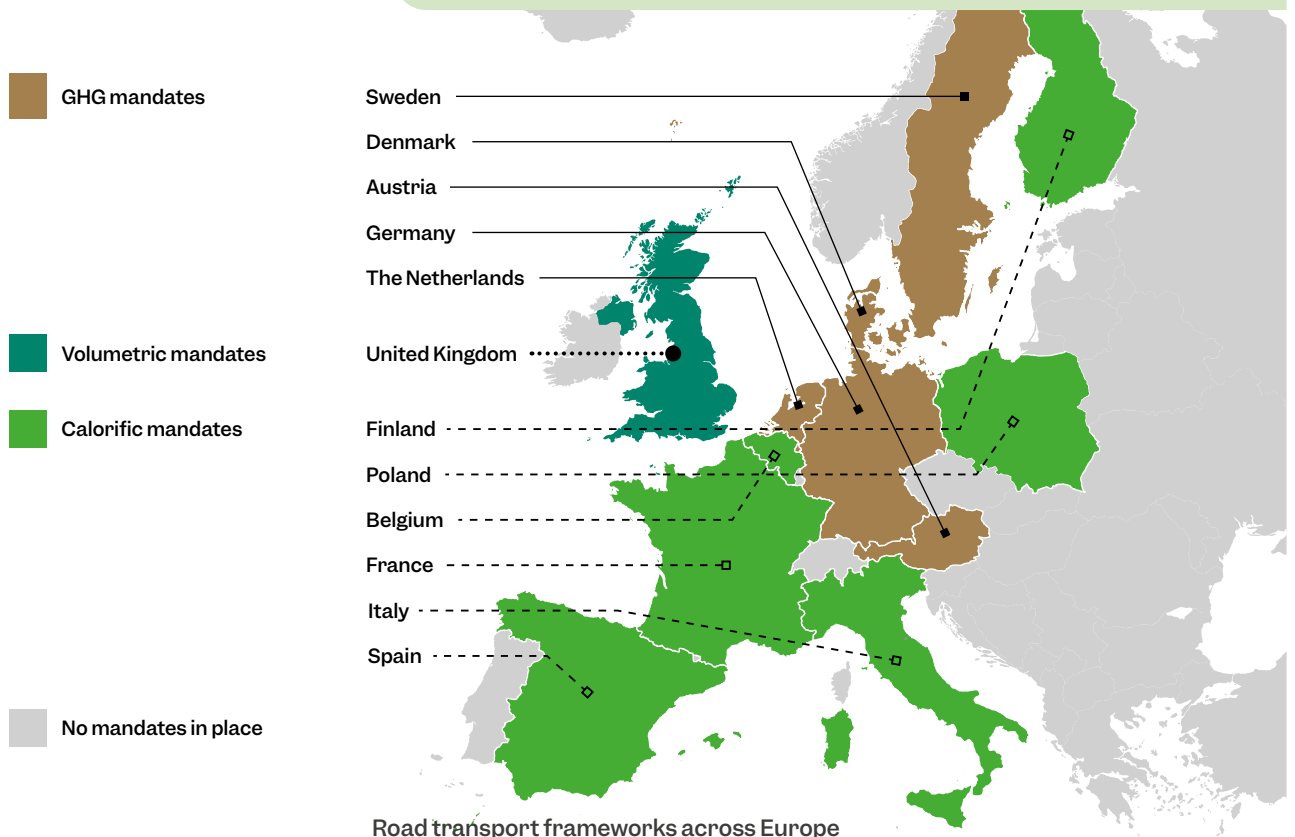 GHG mandates
Volumetric mandates
Calorific mandates
No mandates in place
Sweden
Denmark
Austria
Germany
The Netherlands
United Kingdom
Finland
Poland
Belgium
France
Italy
Spain
Road transport frameworks across Europe